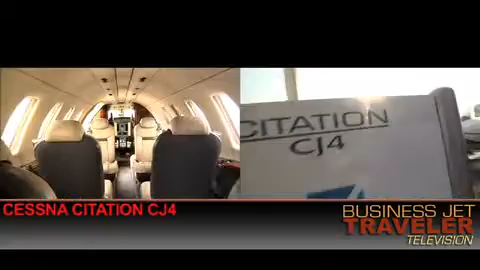 CITATION
CJ4
CESSNA CITATION CJ4
BUSINESS JET
TRAVELER
TELEVISION